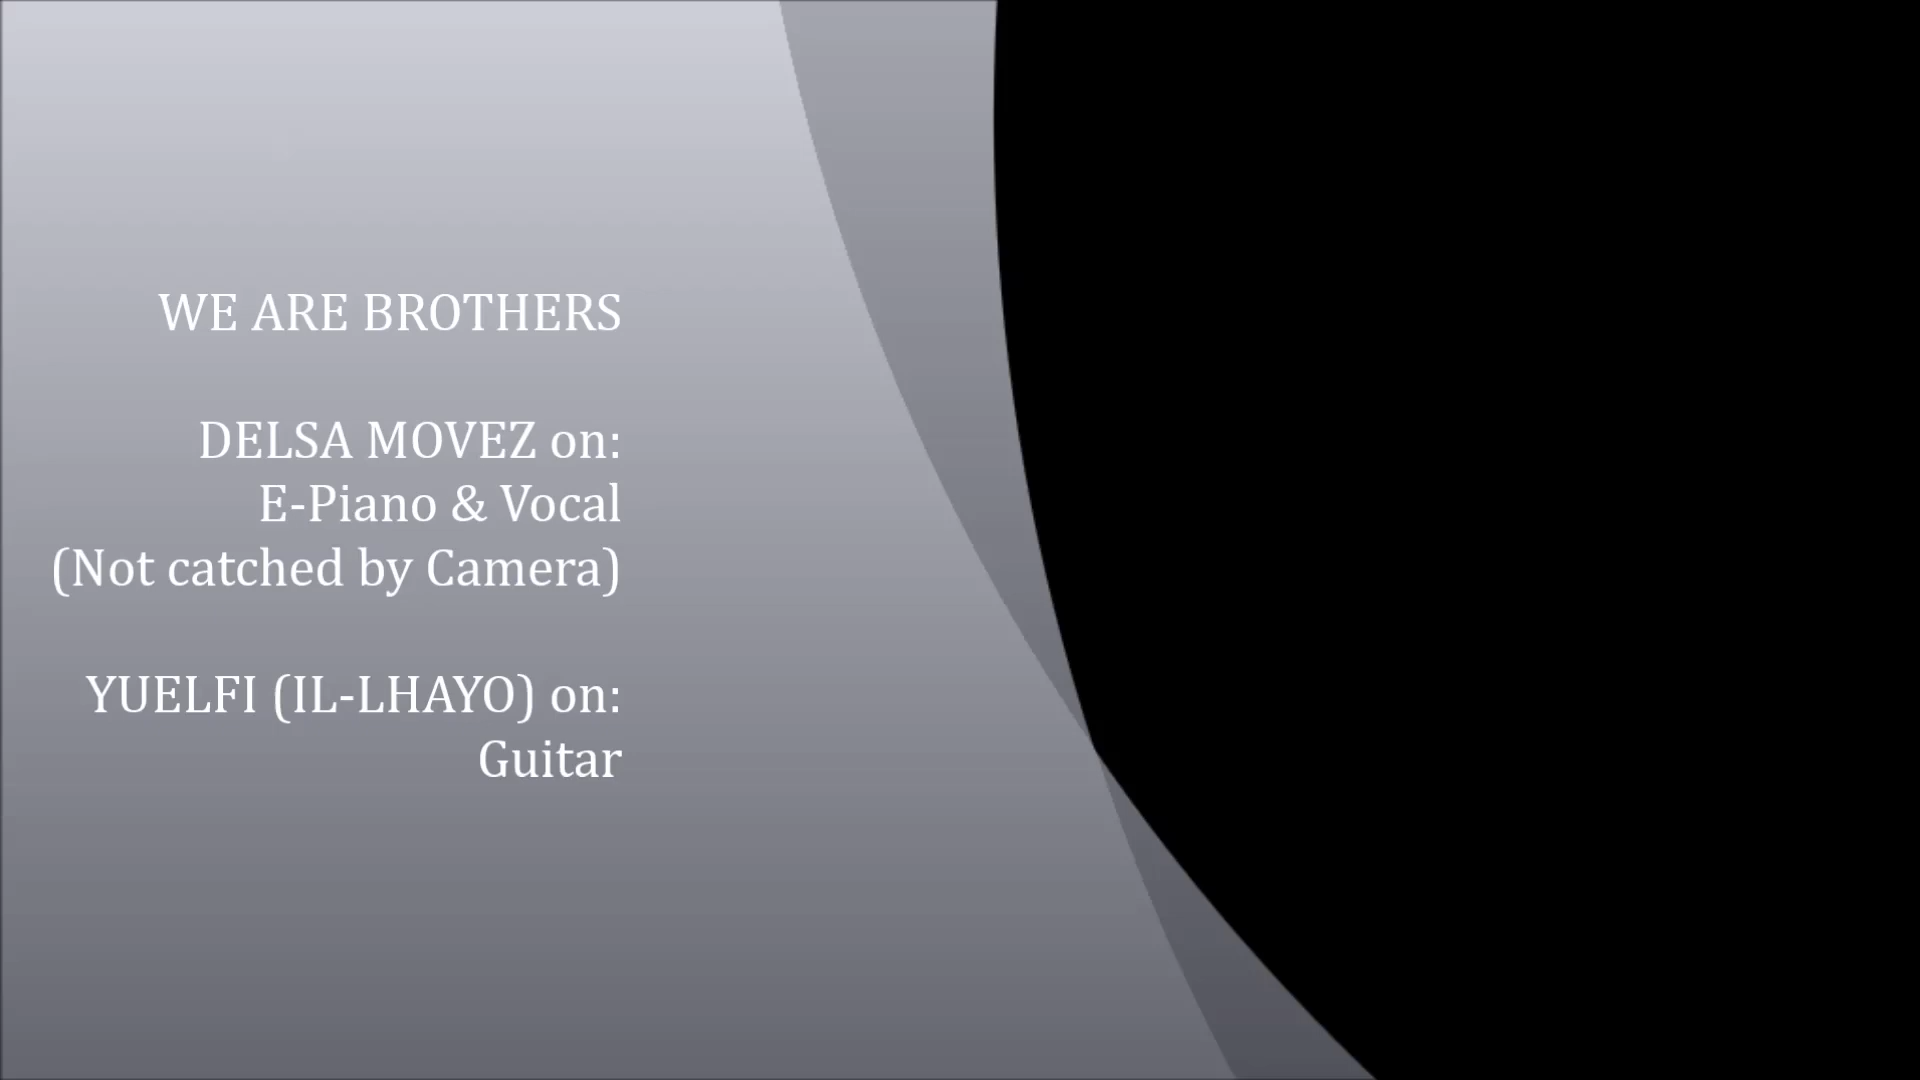 WE ARE BROTHERS
DELSA MOVEZ on:
E-Piano & Vocal
(Not catched by Camera)
YUELFI (IL-LHAYO) on:
Guitar